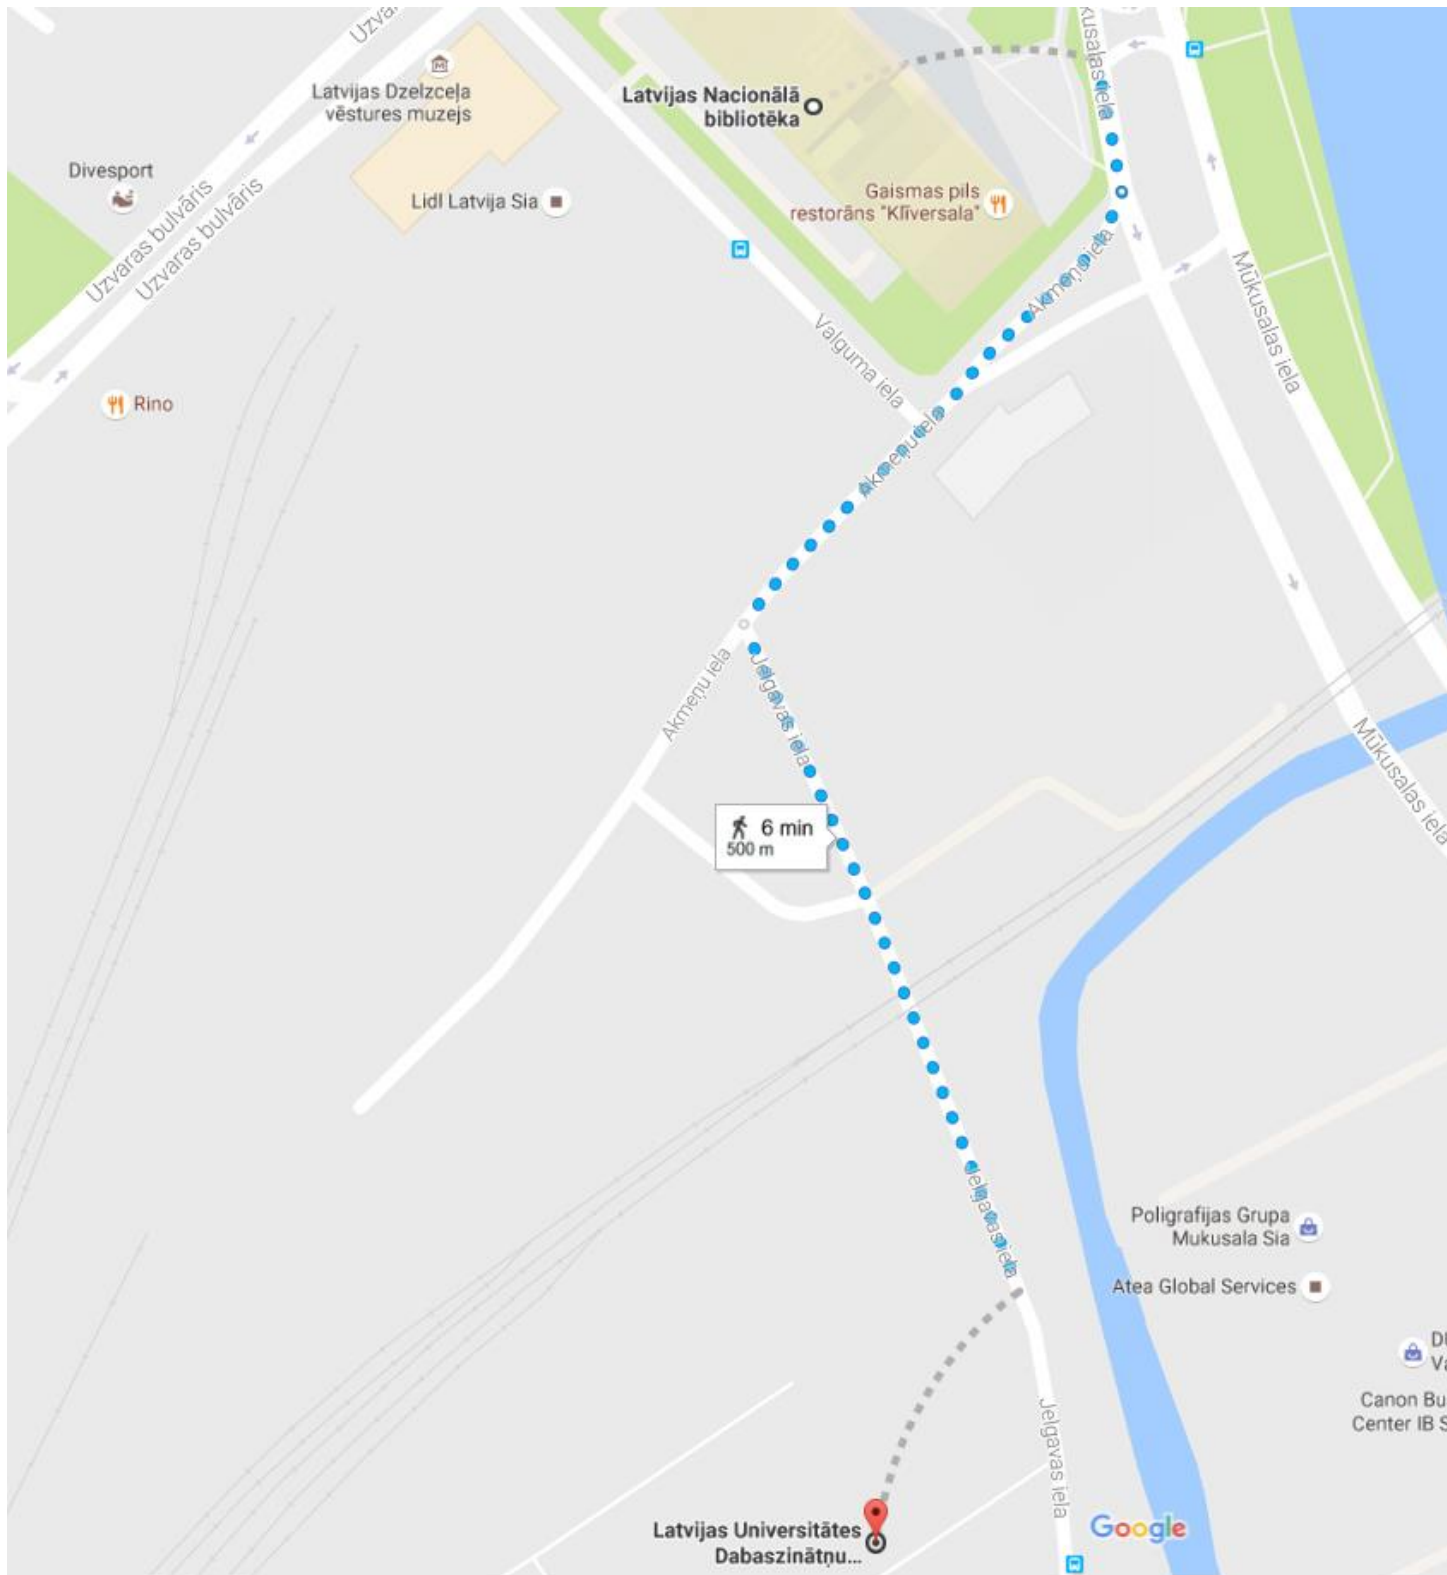 Uzva
Latvijas Dzelzceļa
vēstures muzejs
Latvijas Nacionālā
bibliotēka
kusalas iela
Divesport
Lidl Latvija Sia
Gaismas pils
restorāns "Klīversala"
Uzvaras bulvāris
Uzvaras bulvāris
Akmeņu iela
Mūkusalas iela
Valguma iela
Rino
Akmeņu iela
Akmeņu iela
Jelgavas iela
Mūkusalas iela
6 min
500 m
Jelgavas iela
Poligrafijas Grupa
Mukusala Sia
Atea Global Services
Canon Bu
Center IB S
Jelgavas iela
Google
Latvijas Universitātes
Dabaszinātņu...